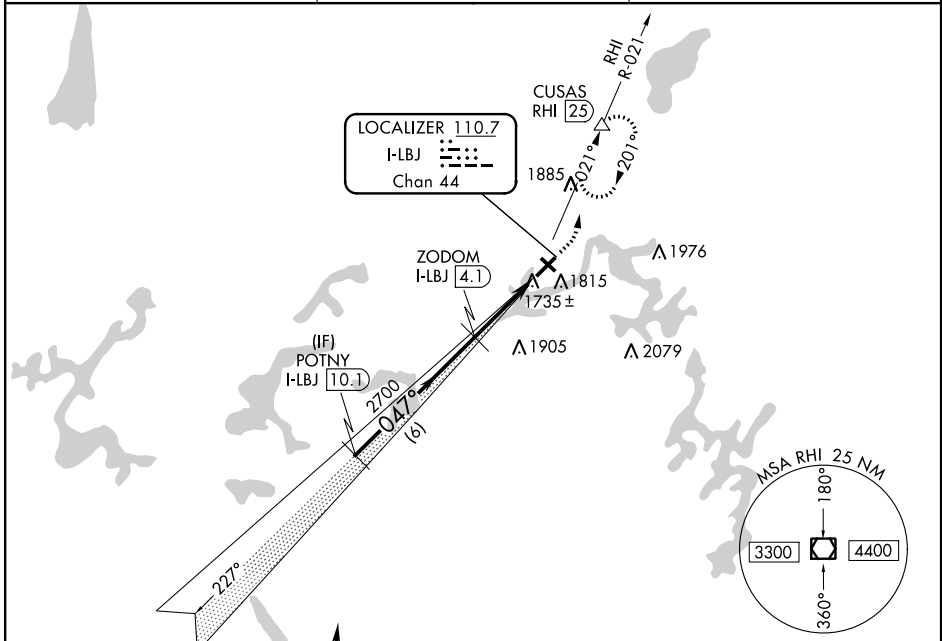 RHI
R-021
CUSAS
RHI 25
LOCALIZER 110.7
I-LBJ
Chan 44
1885
021°
201°
ZODOM
I-LBJ 4.1
1976
1815
1735 ±
(IF)
POTNY
I-LBJ 10.1
1905
2079
2700
047°
(6)
227°
MSA RHI 25 NM
180°
3300
4400
360°